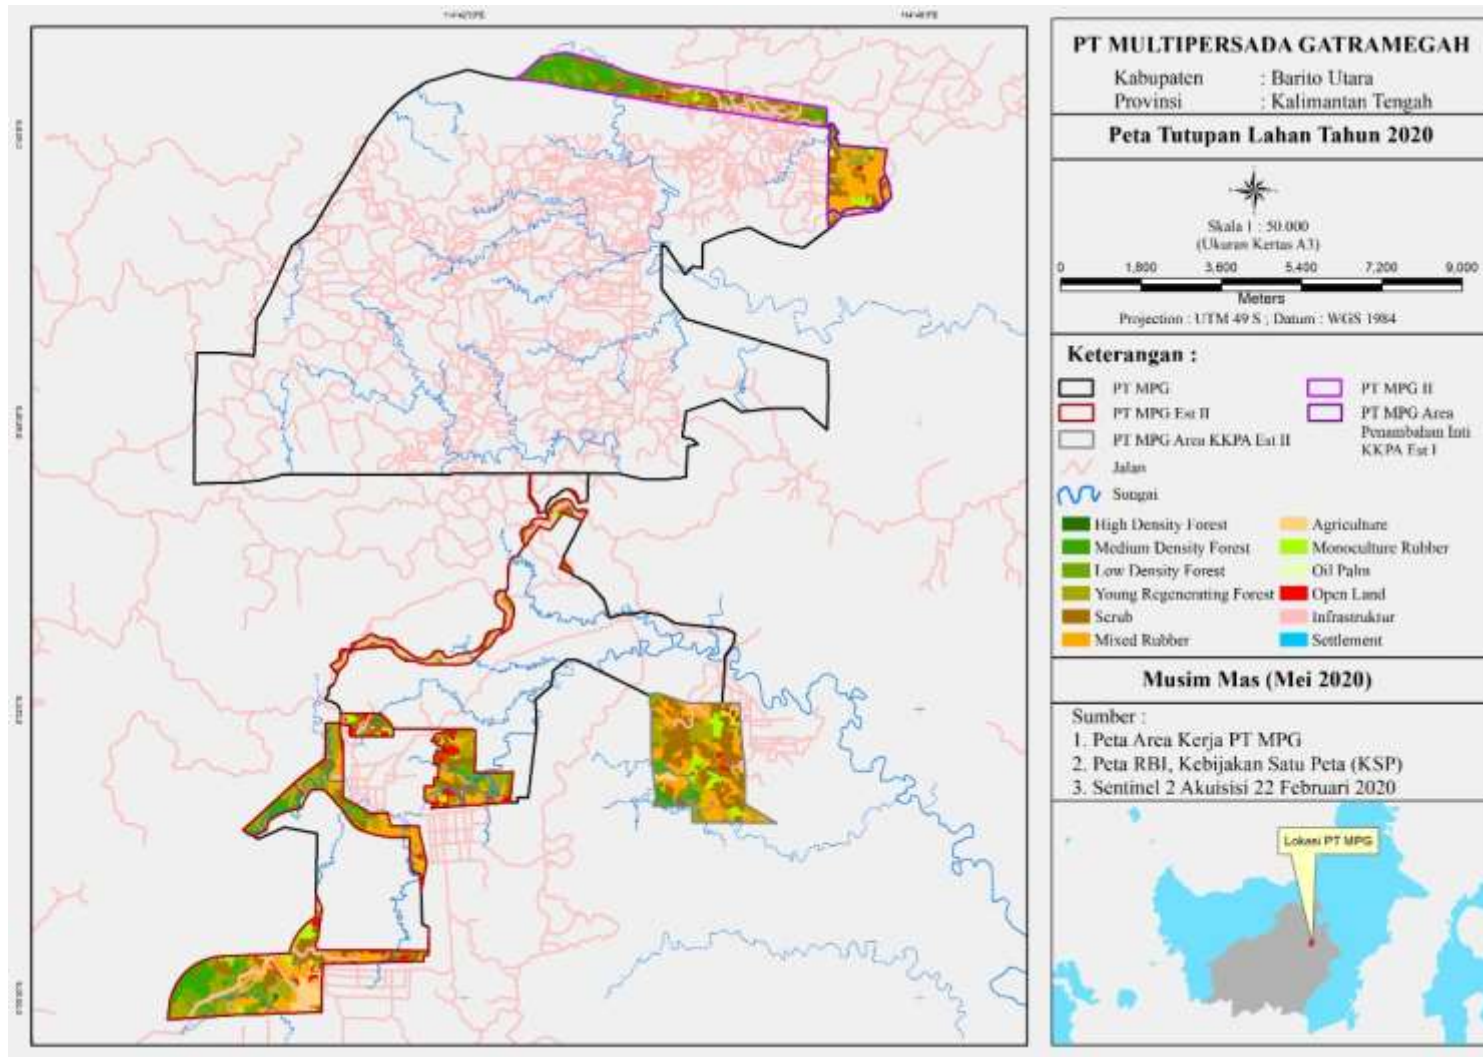 PT MULTIPERSADA GATRAMEGAH
Kabupaten : Barito Utara
Provinsi : Kalimantan Tengah
Peta Tutupan Lahan Tahun 2020
Skala 1 : 50.000
(Ukuran Kertas A3)
0 1,800 3,600 5,400 7,200 9,000
Meters
Projection : UTM 49 S ; Datum : WGS 1984
Keterangan :
PT MPG
PT MPG Est II
PT MPG Area KKPA Est II
Jalan
Sungai
PT MPG II
PT MPG Area
Penambalam Inti
KKPA Est I
High Density Forest
Medium Density Forest
Low Density Forest
Young Regenerating Forest
Scrub
Mixed Rubber
Agriculture
Monoculture Rubber
Oil Palm
Open Land
Infrastruktur
Settlement
Musim Mas (Mei 2020)
Sumber :
1. Peta Area Kerja PT MPG
2. Peta RBI, Kebijakan Satu Peta (KSP)
3. Sentinel 2 Akuisisi 22 Februari 2020
Lokasi PT MPG